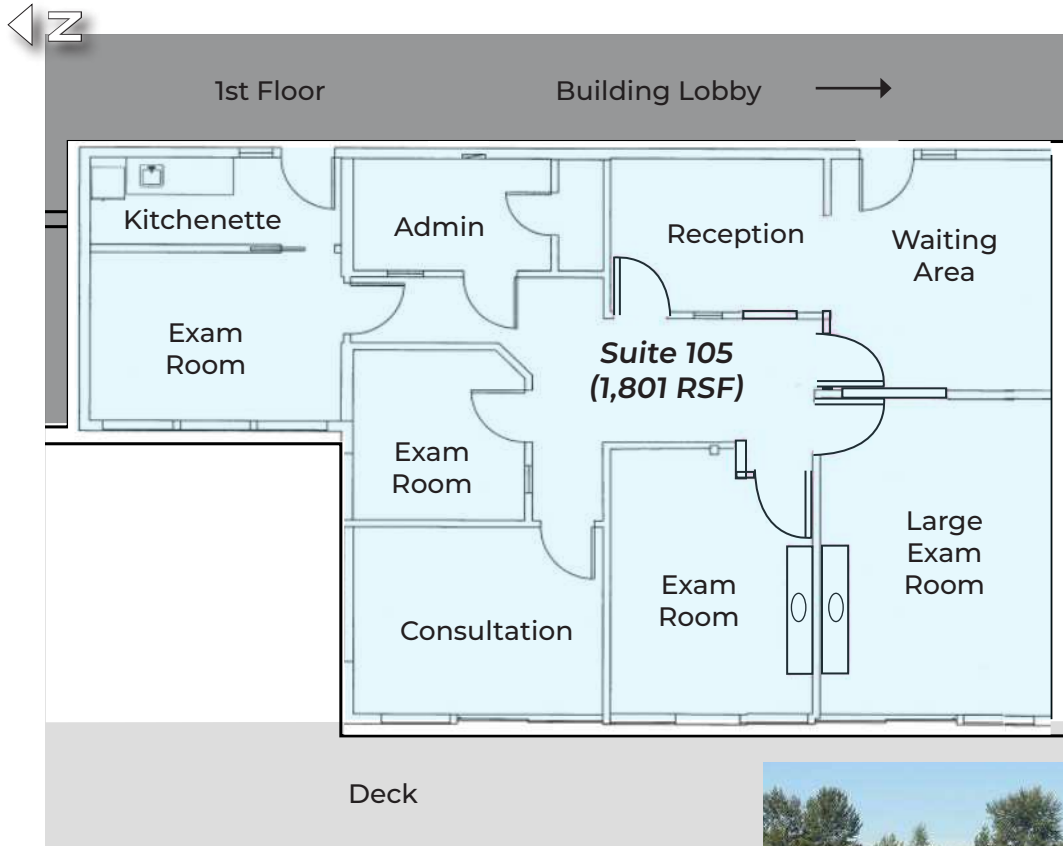 N
1st Floor
Building Lobby
Kitchenette
Admin
Reception
Waiting
Area
Exam
Room
Suite 105
(1,801 RSF)
Exam
Room
Large
Exam
Room
Exam
Room
Consultation
Deck